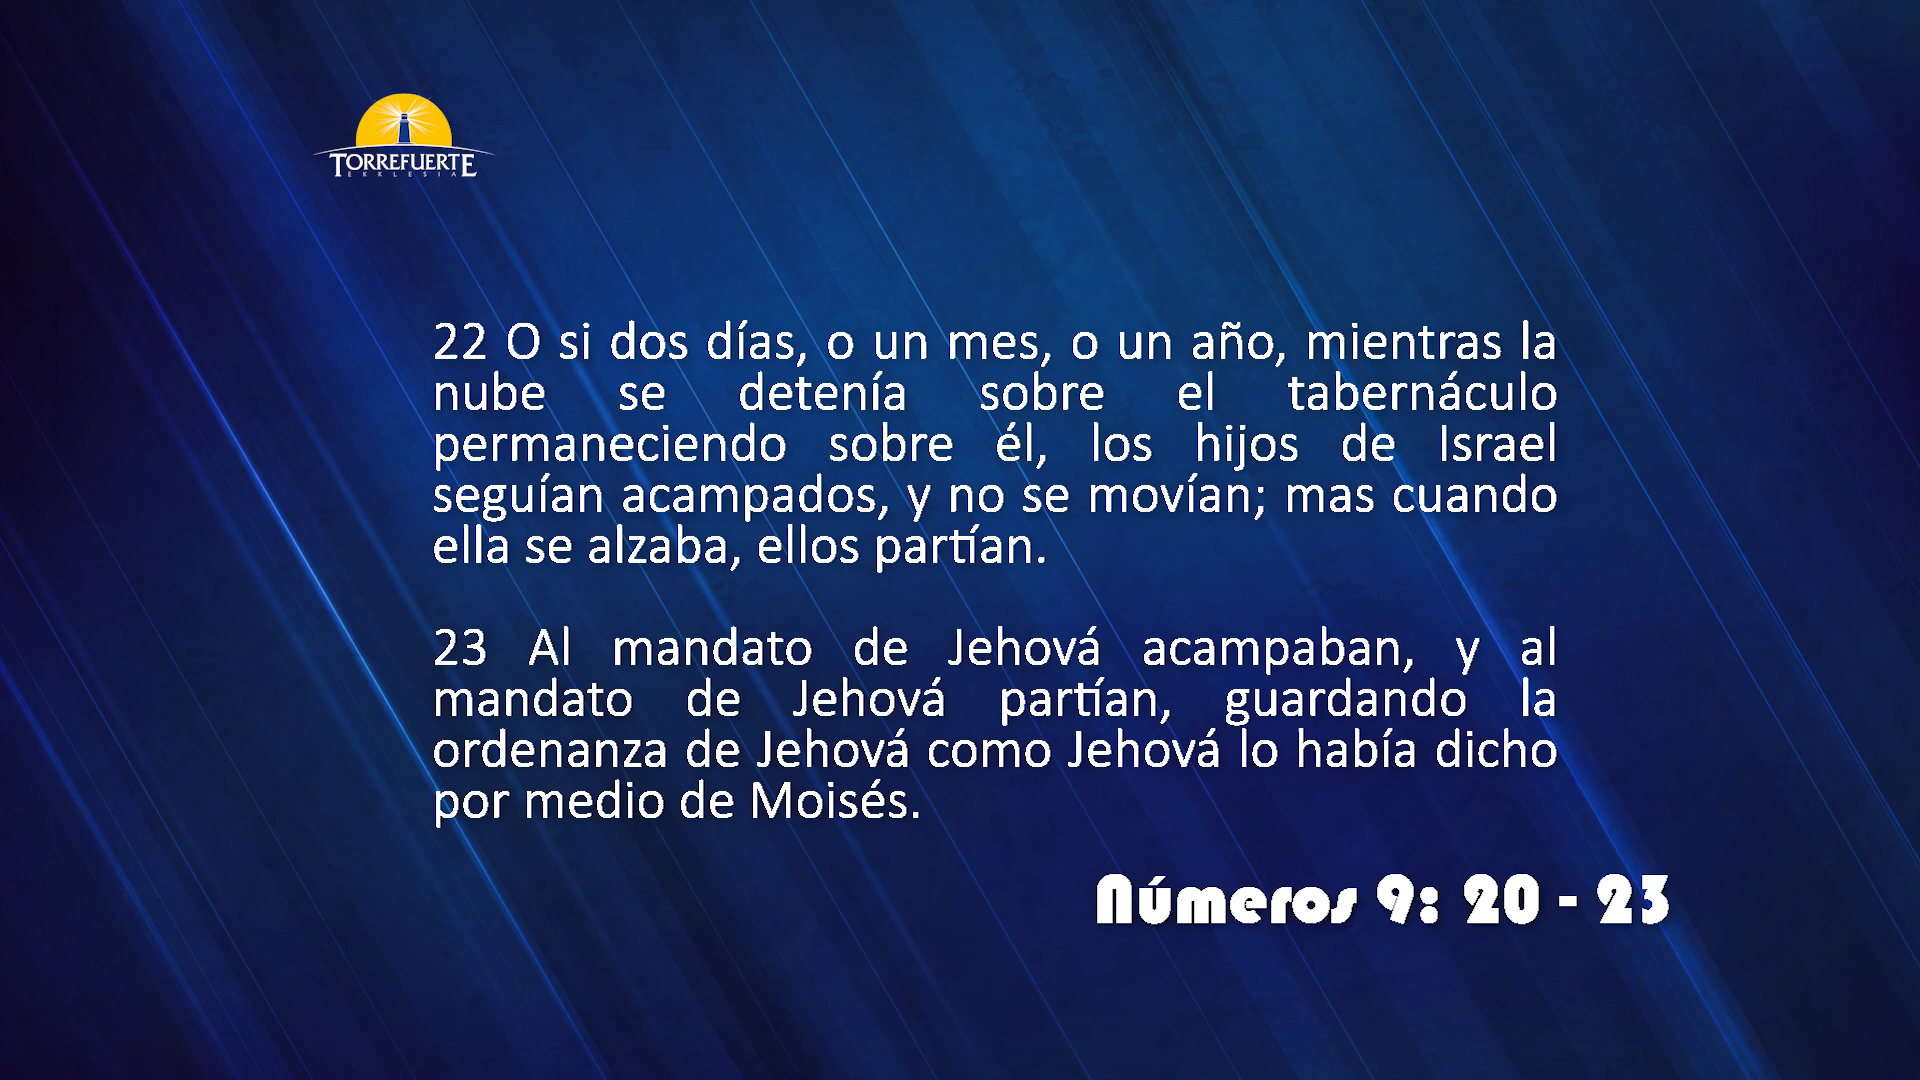 TORREFUERTE
EKKLESIA
22 O si dos días, o un mes, o un año, mientras la
nube se detenía sobre el tabernáculo
permaneciendo sobre él, los hijos de Israel
seguían acampados, y no se movían; mas cuando
ella se alzaba, ellos partían.
23 Al mandato de Jehová acampaban, y al
mandato de Jehová partían, guardando la
ordenanza de Jehová como Jehová lo había dicho
por medio de Moisés.
Números 9: 20 - 23